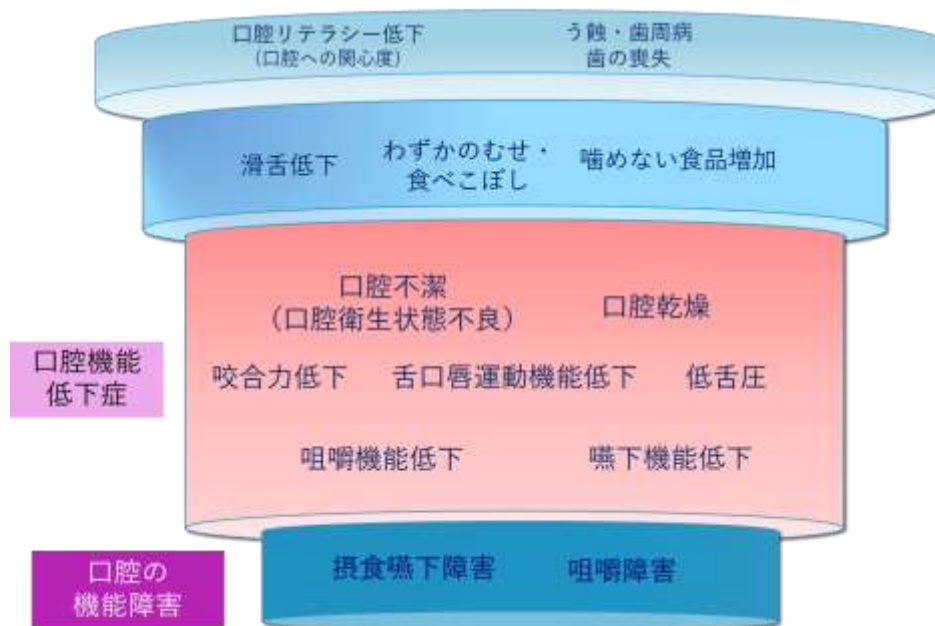 口腔リテラシー低下
(口腔への関心度)
う蝕・歯周病
歯の喪失
滑舌低下
わずかのむせ・
食べこぼし
噛めない食品増加
口腔不潔
(口腔衛生状態不良)
口腔乾燥
口腔機能
低下症
咬合力低下
舌口唇運動機能低下
低舌圧
咀嚼機能低下
嚥下機能低下
口腔の
機能障害
摂食嚥下障害
咀嚼障害